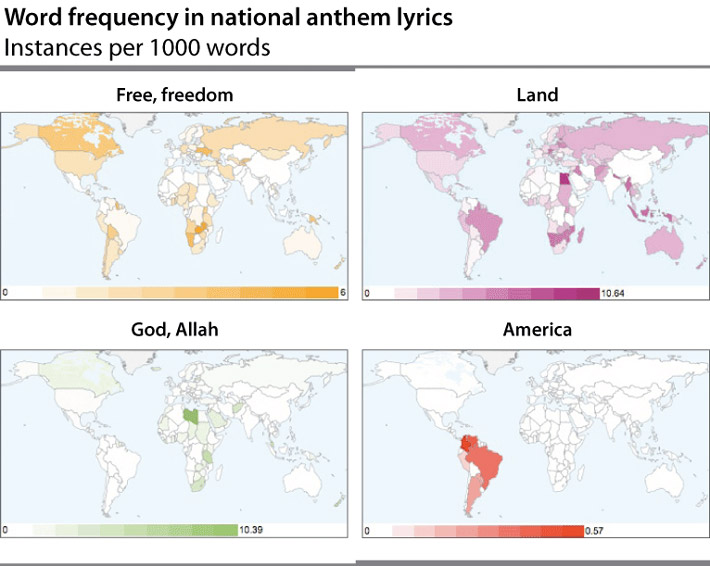 Word frequency in national anthem lyrics
Instances per 1000 words
Free, freedom
Land
0 6
0 10.64
God, Allah
America
0 10.39
0 0.57